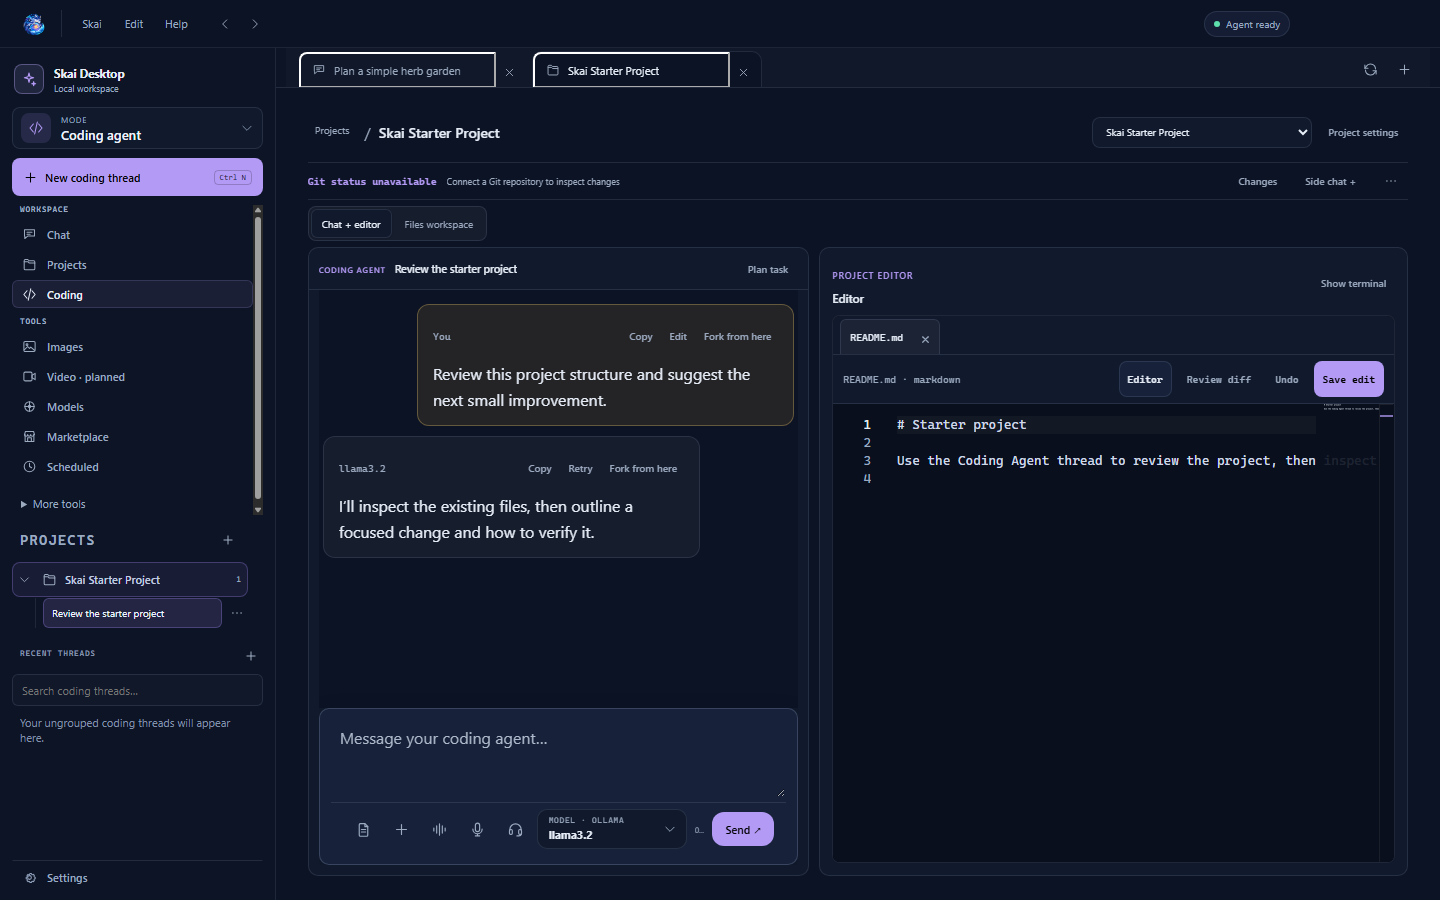 Skai Edit Help
Agent ready
Skai Desktop
Local workspace
MODE
Coding agent
New coding thread Ctrl N
WORKSPACE
Chat
Projects
Coding
TOOLS
Images
Video · planned
Models
Marketplace
Scheduled
More tools
PROJECTS
Skai Starter Project 1
Review the starter project
RECENT THREADS
Search coding threads...
Your ungrouped coding threads will appear
here.
Settings
Plan a simple herb garden
Skai Starter Project
Projects / Skai Starter Project
Skai Starter Project
Project settings
Git status unavailable Connect a Git repository to inspect changes
Changes Side chat +
Chat + editor Files workspace
CODING AGENT Review the starter project Plan task
You Copy Edit Fork from here
Review this project structure and suggest the
next small improvement.
llama3.2 Copy Retry Fork from here
I'll inspect the existing files, then outline a
focused change and how to verify it.
Message your coding agent...
MODEL · OLLAMA
llama3.2
Send ↗
PROJECT EDITOR
Editor
Show terminal
README.md
README.md · markdown Editor Review diff Undo Save edit
1 # Starter project
2
3 Use the Coding Agent thread to review the project, then inspect
4